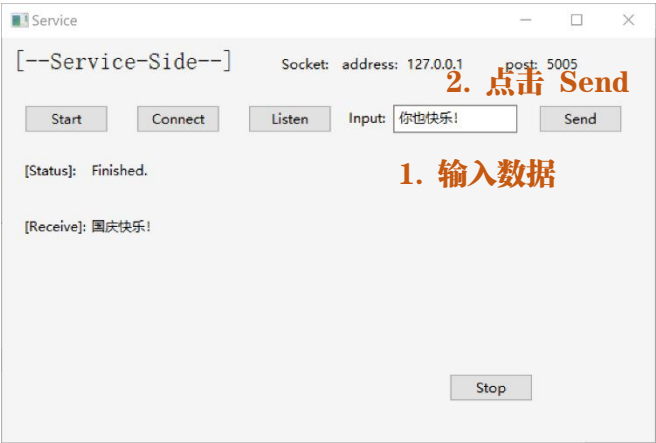 Service
[--Service-Side--] Socket: address: 127.0.0.1 post: 5005
2. 点击 Send
Start Connect Listen Input: 你也快乐! Send
[Status]: Finished.
1. 输入数据
[Receive]: 国庆快乐!
Stop